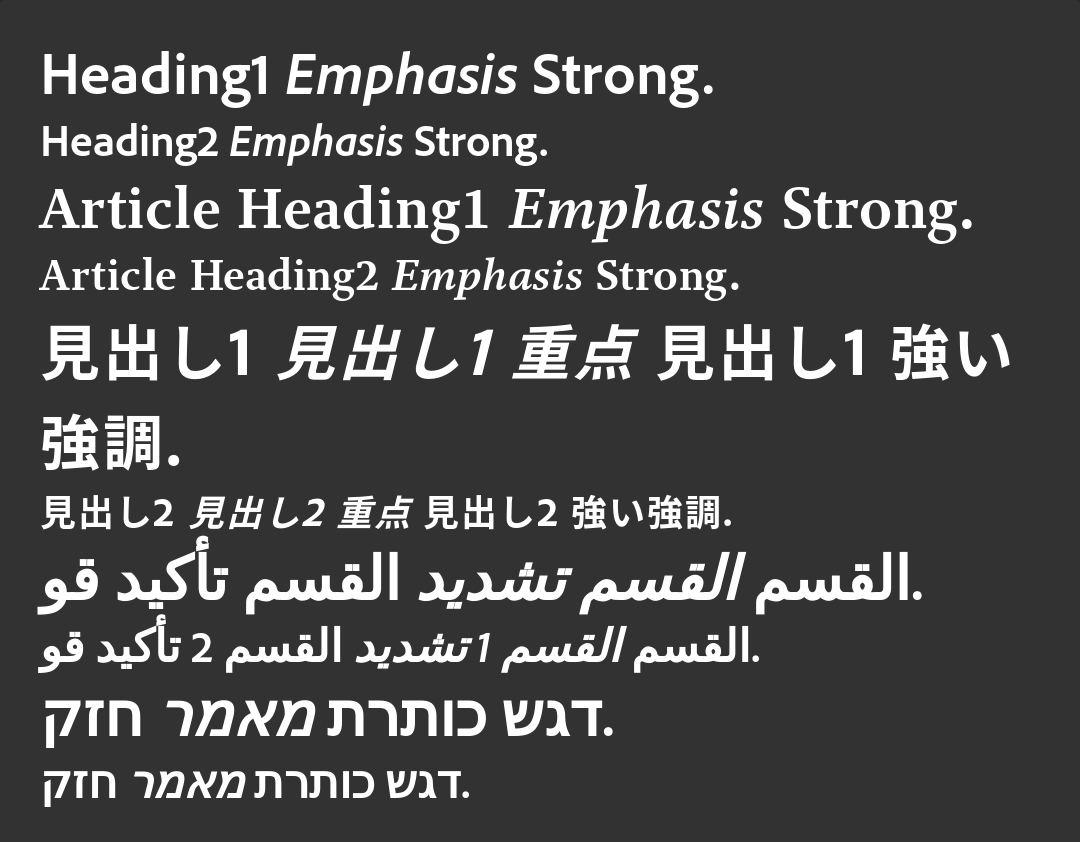 Heading1 Emphasis Strong.
Heading2 Emphasis Strong.
Article Heading1 Emphasis Strong.
Article Heading2 Emphasis Strong.
見出し1 見出し1 重点 見出し1 強い
強調.
見出し2 見出し2 重点 見出し2 強い強調.
القسم القسم تشديد القسم تأكيد قو.
القسم القسم 1 تشديد القسم 2 تأكيد قو.
דגש כותרת מאמר חזק.
דגש כותרת מאמר חזק.